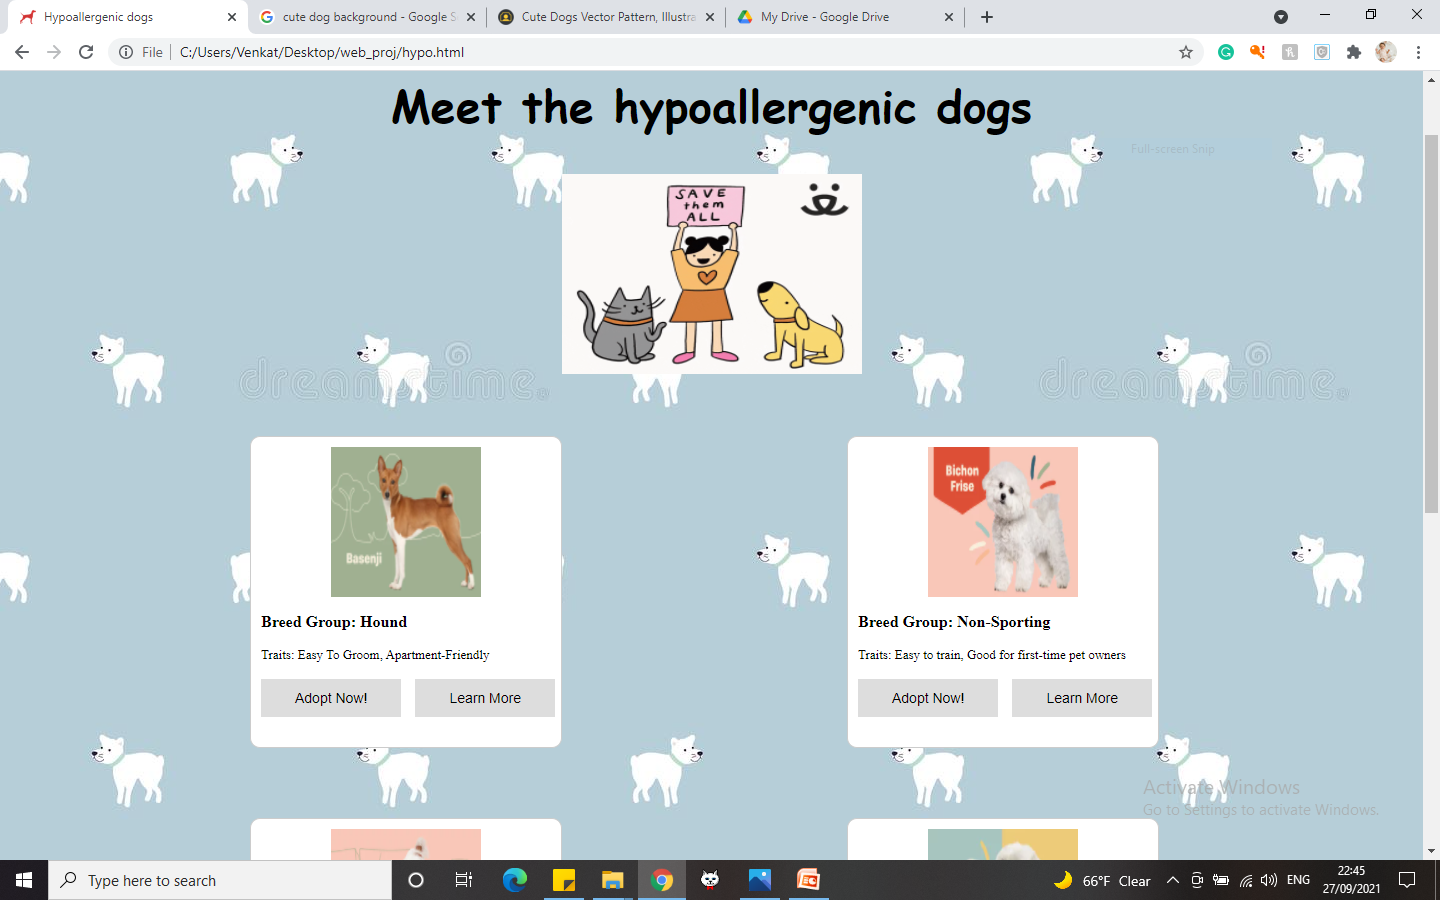 Hypoallergenic dogs
cute dog background - Google S
Cute Dogs Vector Pattern, Illustra
My Drive - Google Drive
File
C:/Users/Venkat/Desktop/web_proj/hypo.html
Meet the hypoallergenic dogs
Full-screen Snip
SAVE
them
ALL
dreamstime.
dreamstime.
Basenji
Breed Group: Hound
Traits: Easy To Groom, Apartment-Friendly
Adopt Now!
Learn More
Bichon
Frise
Breed Group: Non-Sporting
Traits: Easy to train, Good for first-time pet owners
Adopt Now!
Learn More
Activate Windows
Go to Settings to activate Windows.
Type here to search
66°F Clear
ENG
22:45
27/09/2021